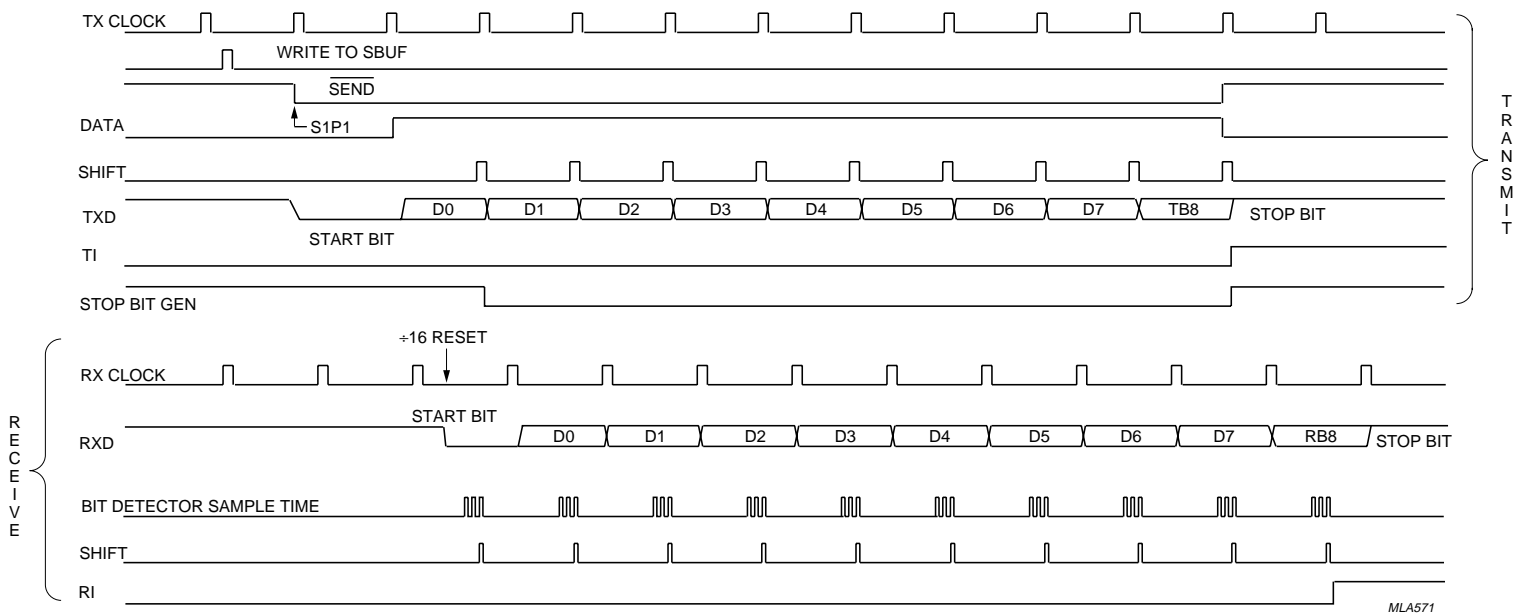 TX CLOCK
WRITE TO SBUF
SEND
S1P1
DATA
SHIFT
D0 D1 D2 D3 D4 D5 D6 D7 TB8
TXD
STOP BIT
START BIT
TI
STOP BIT GEN
TRANSMIT
÷16 RESET
RX CLOCK
START BIT
D0 D1 D2 D3 D4 D5 D6 D7 RB8
RXD
STOP BIT
BIT DETECTOR SAMPLE TIME
SHIFT
RI
RECEIVE
MLA571